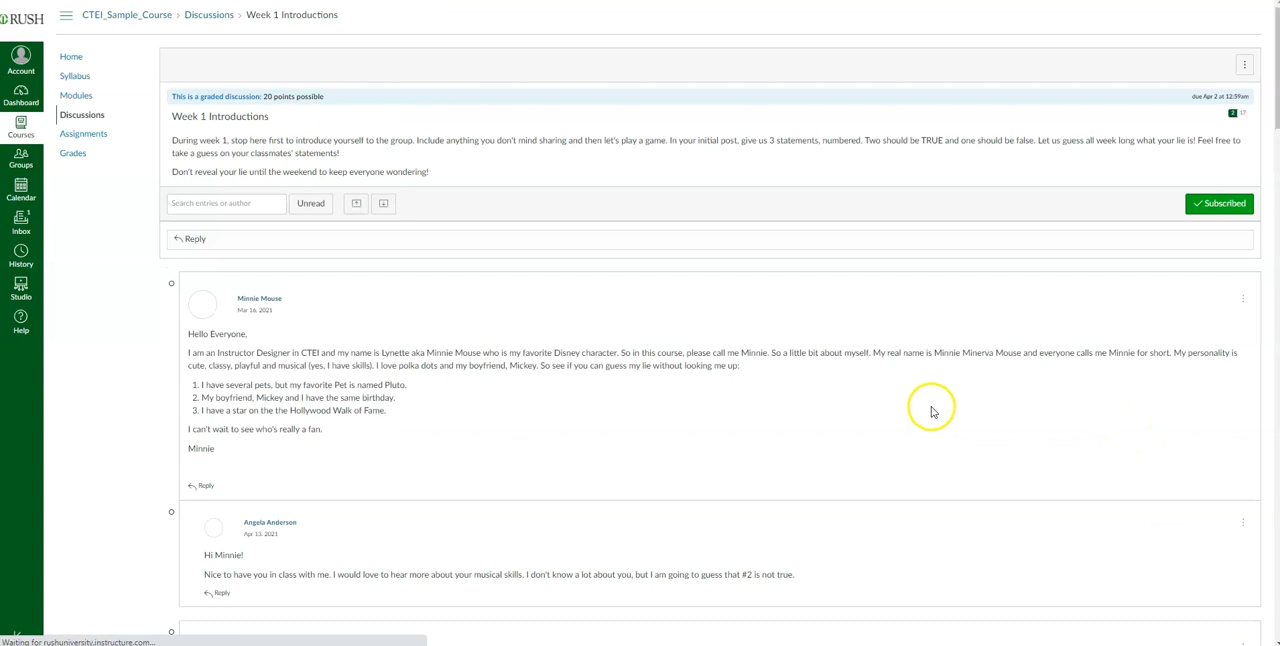 RUSH
CTEI_Sample_Course › Discussions › Week 1 Introductions
Account
Dashboard
Courses
Groups
Calendar
1
Inbox
History
Studio
Help
Home
Syllabus
Modules
Discussions
Assignments
Grades
This is a graded discussion: 20 points possible
due Apr 2 at 12:59am
Week 1 Introductions
2 17
During week 1, stop here first to introduce yourself to the group. Include anything you don't mind sharing and then let's play a game. In your initial post, give us 3 statements, numbered. Two should be TRUE and one should be false. Let us guess all week long what your lie is! Feel free to
take a guess on your classmates' statements!
Don't reveal your lie until the weekend to keep everyone wondering!
Search entries or author
Unread
Subscribed
Reply
Minnie Mouse
Mar 16, 2021
Hello Everyone,
I am an Instructor Designer in CTEI and my name is Lynette aka Minnie Mouse who is my favorite Disney character. So in this course, please call me Minnie. So a little bit about myself. My real name is Minnie Minerva Mouse and everyone calls me Minnie for short. My personality is
cute, classy, playful and musical (yes, I have skills). I love polka dots and my boyfriend, Mickey. So see if you can guess my lie without looking me up:
1. I have several pets, but my favorite Pet is named Pluto.
2. My boyfriend, Mickey and I have the same birthday.
3. I have a star on the the Hollywood Walk of Fame.
I can't wait to see who's really a fan.
Minnie
Reply
Angela Anderson
Apr 13, 2021
Hi Minnie!
Nice to have you in class with me. I would love to hear more about your musical skills. I don't know a lot about you, but I am going to guess that #2 is not true.
Reply
Waiting for rushuniversity.instructure.com...